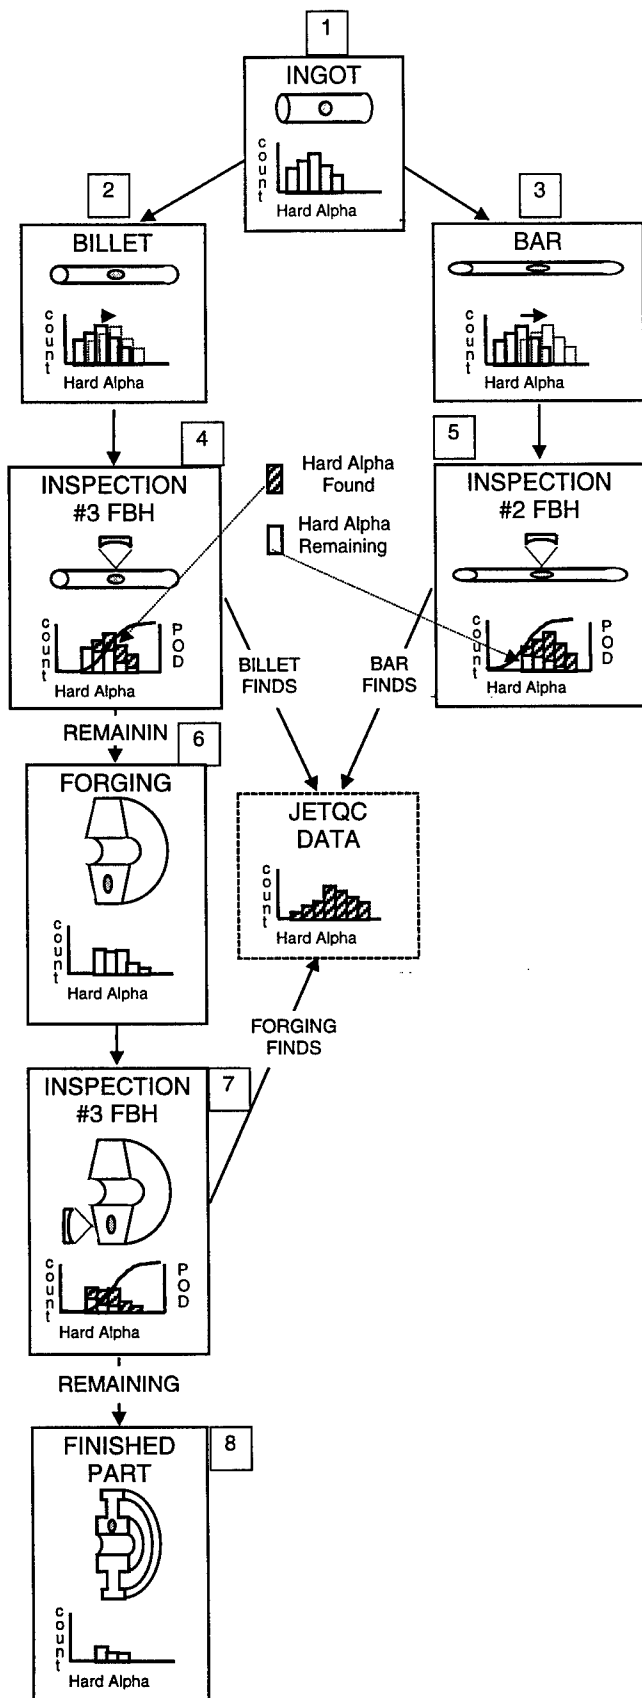 1
INGOT
count
Hard Alpha
2
BILLET
count
Hard Alpha
3
BAR
count
Hard Alpha
4
INSPECTION
#3 FBH
count
POD
Hard Alpha
Hard Alpha
Found
Hard Alpha
Remaining
5
INSPECTION
#2 FBH
count
POD
Hard Alpha
BILLET
FINDS
BAR
FINDS
REMAININ
6
FORGING
count
Hard Alpha
JETQC
DATA
count
Hard Alpha
FORGING
FINDS
7
INSPECTION
#3 FBH
count
POD
Hard Alpha
REMAINING
8
FINISHED
PART
count
Hard Alpha